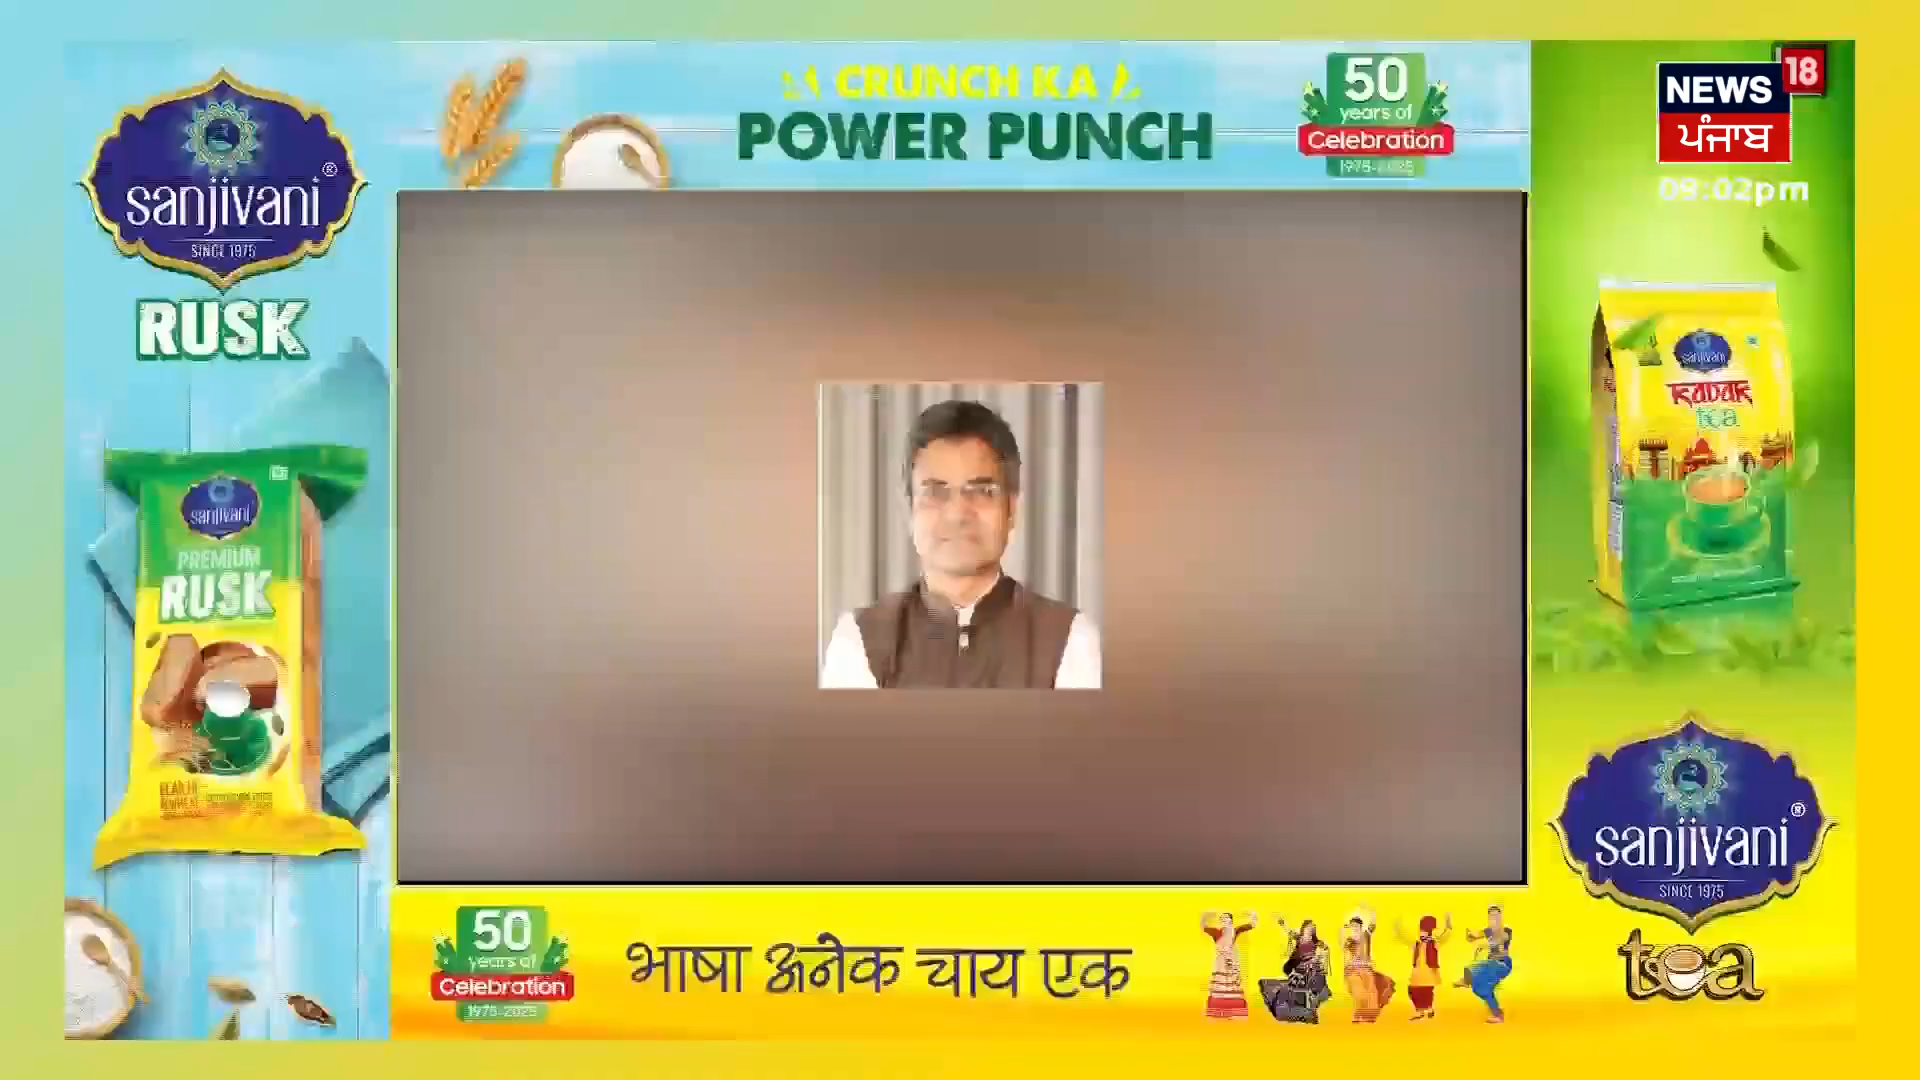 sanjivani®
SINCE 1975
RUSK
CRUNCH KA
POWER PUNCH
50
years of
Celebration
1975-2025
NEWS
18
ਪੰਜਾਬ
09:02pm
sanjivani
PREMIUM
RUSK
sanjivani
kadak
tea
sanjivani®
SINCE 1975
tea
50
years of
Celebration
1975-2025
भाषा अनेक चाय एक